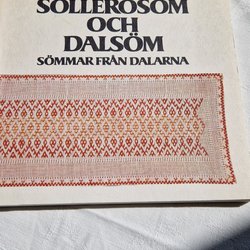 SOLLERÖSÖM
OCH
DALSÖM
SÖMMAR FRÅN DALARNA